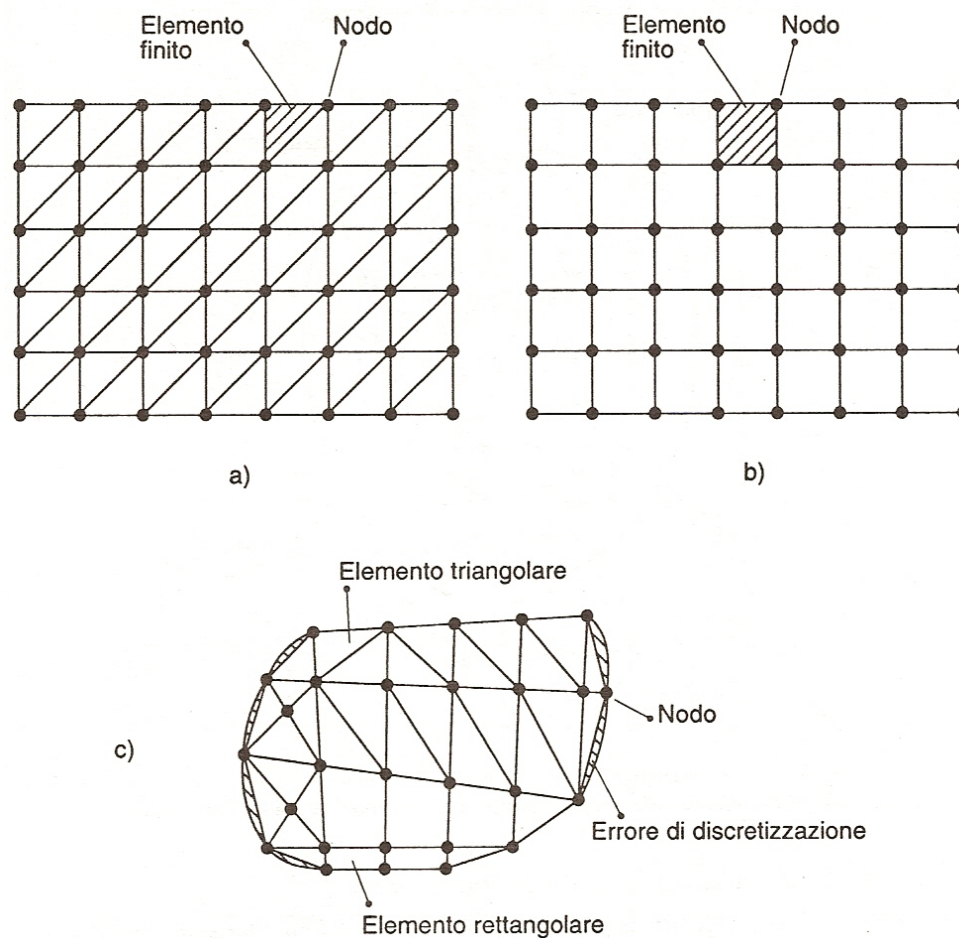 Elemento
finito
Nodo
Elemento
finito
Nodo
a)
b)
Elemento triangolare
Nodo
c)
Errore di discretizzazione
Elemento rettangolare